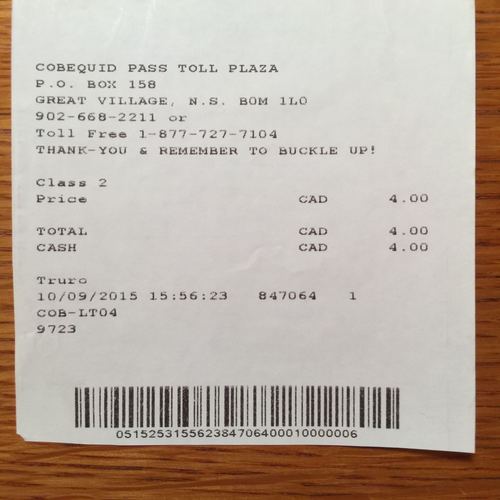 COBEQUID PASS TOLL PLAZA
P.O. BOX 158
GREAT VILLAGE, N.S. B0M 1L0
902-668-2211 or
Toll Free 1-877-727-7104
THANK-YOU & REMEMBER TO BUCKLE UP!
Class 2
Price CAD 4.00
TOTAL CAD 4.00
CASH CAD 4.00
Truro
10/09/2015 15:56:23 847064 1
COB-LT04
9723
051525315562384706400010000006